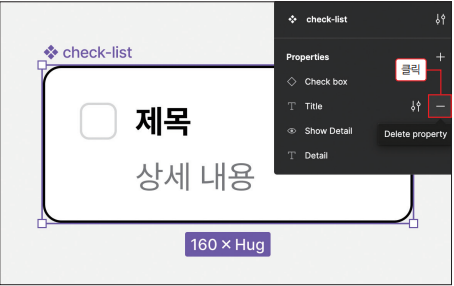 check-list
check-list
Properties
클릭
Check box
Title
Show Detail
Delete property
Detail
제목
상세 내용
160 × Hug